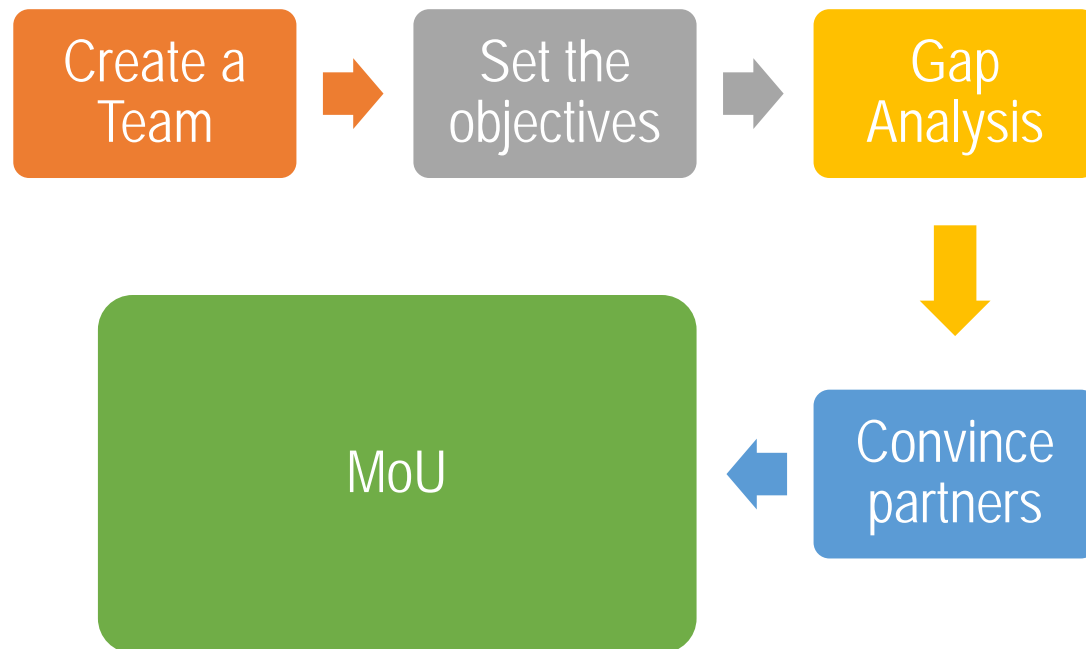 Create a
Team
Set the
objectives
Gap
Analysis
Convince
partners
MoU